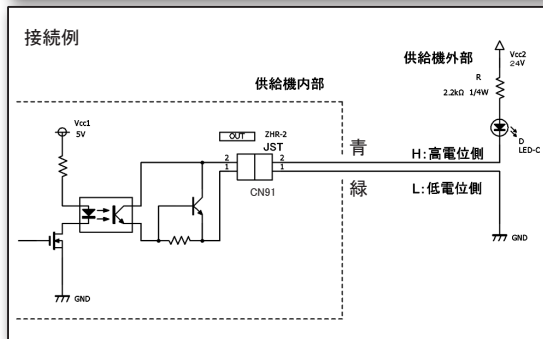 接続例
供給機外部
Vcc2
24V
R
2.2kΩ 1/4W
供給機内部
D
LED-C
Vcc1
5V
OUT ZHR-2
JST
青
2 2
H:高電位側
1 1
緑
L:低電位側
CN91
GND
GND